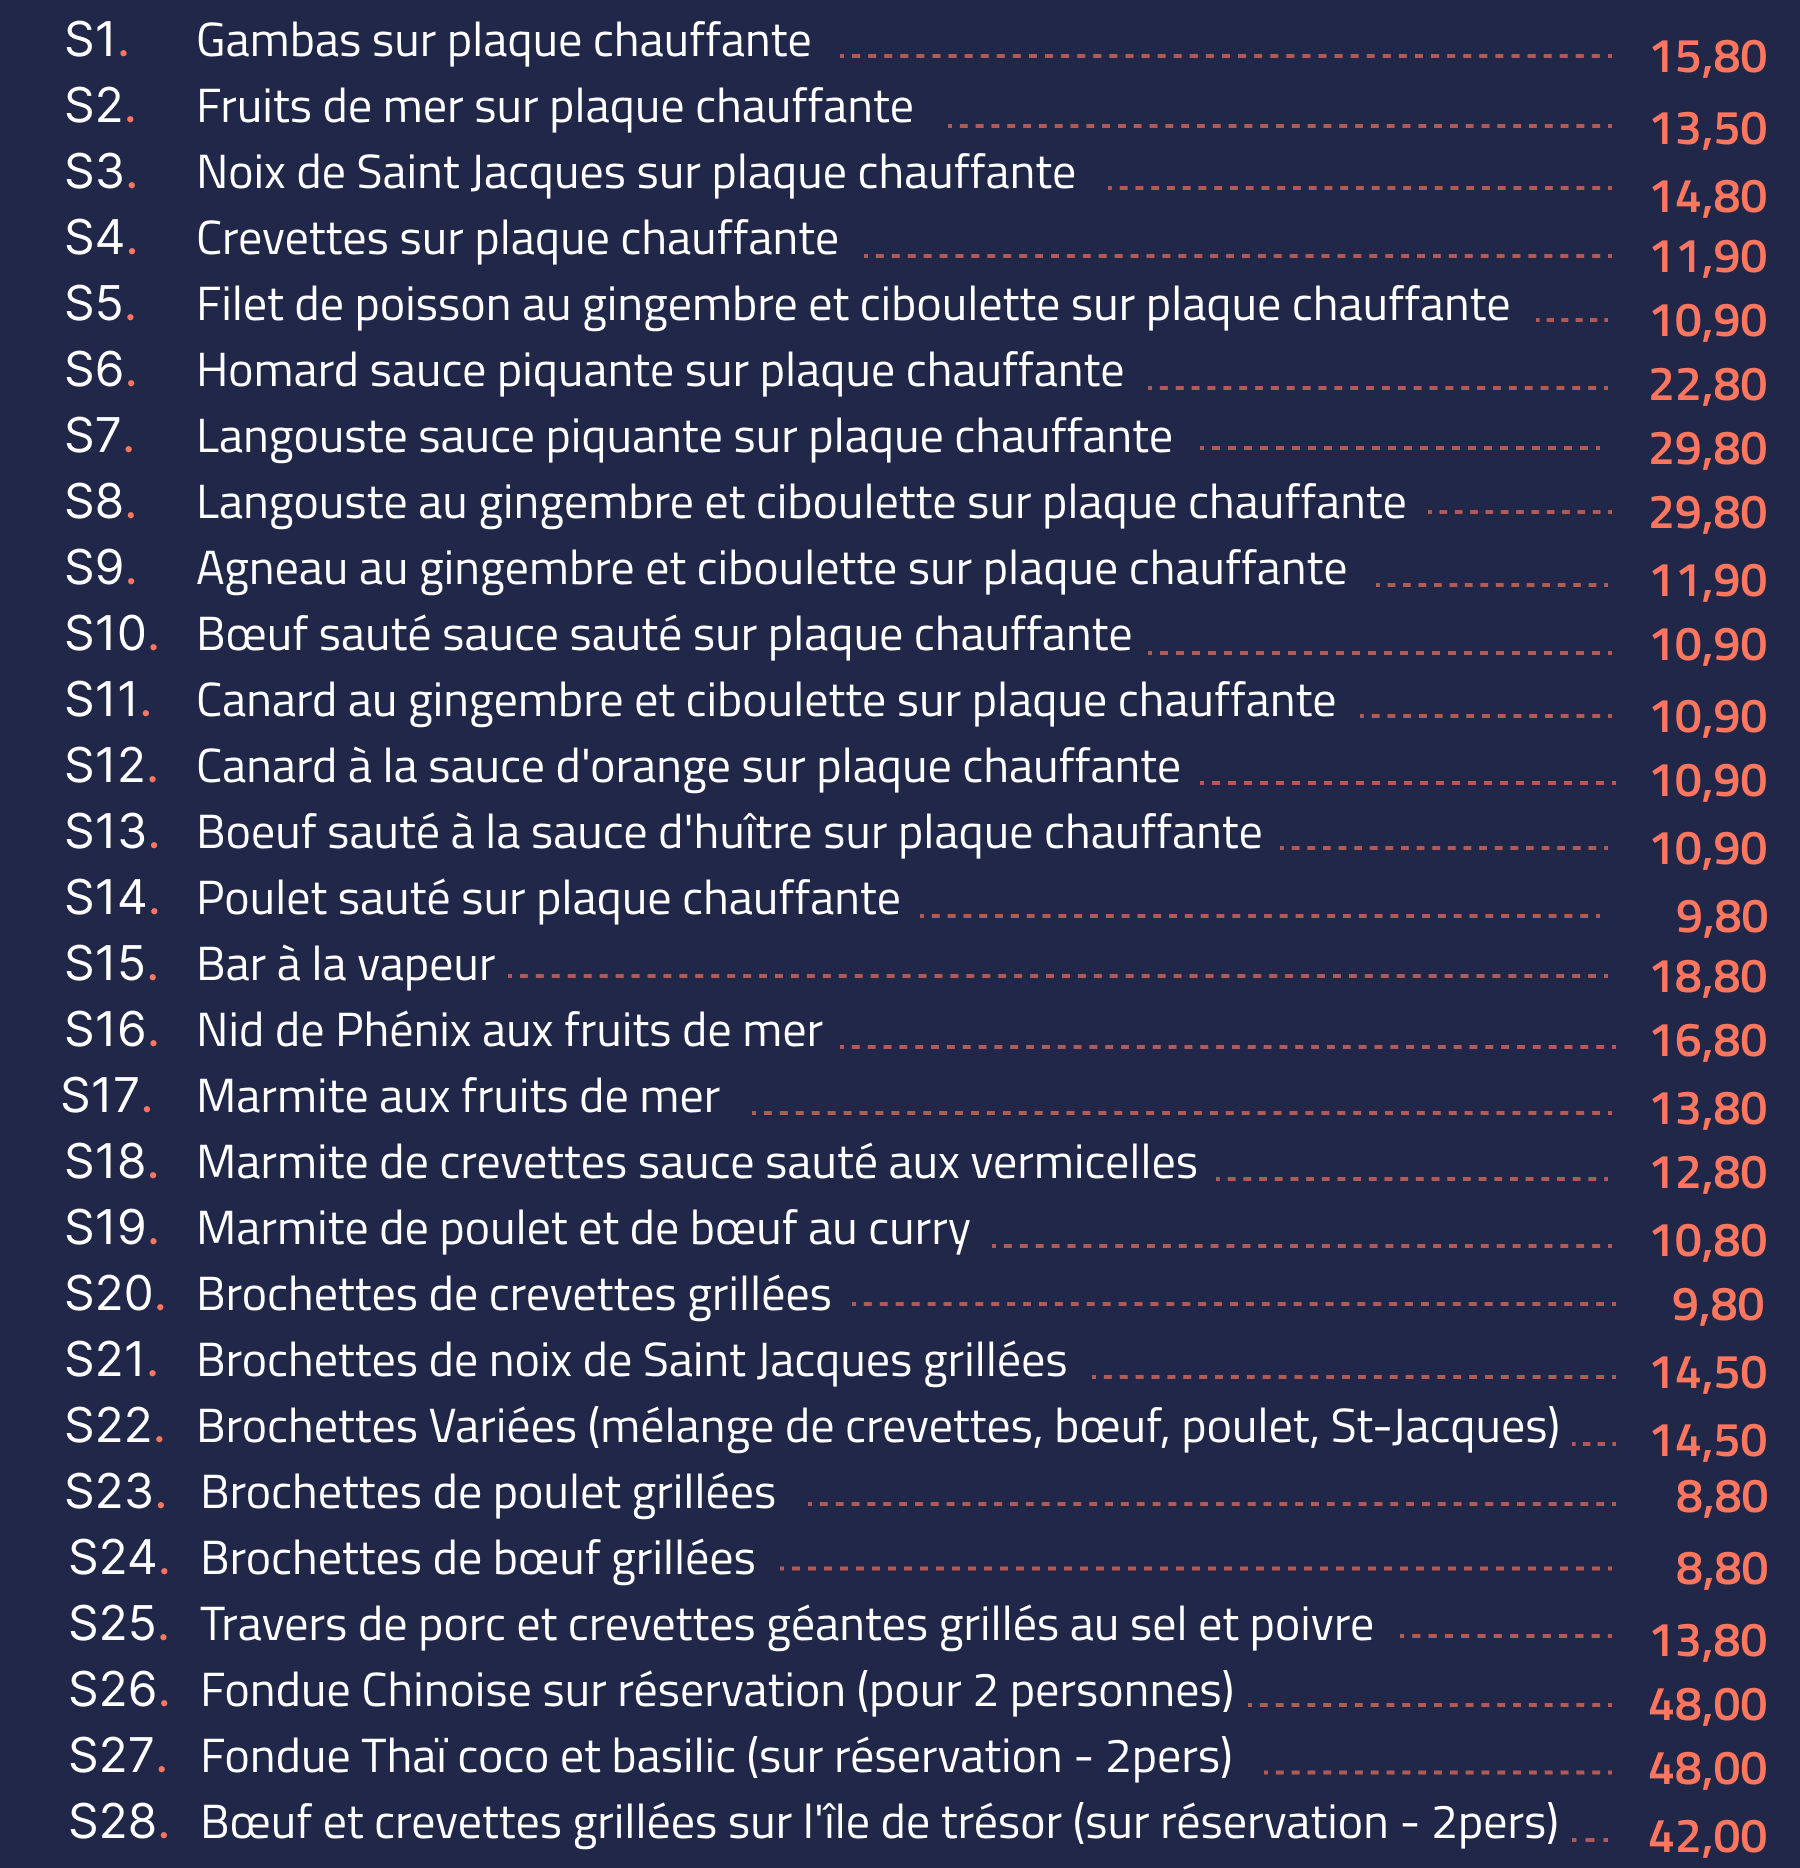 S1. Gambas sur plaque chauffante 15,80
S2. Fruits de mer sur plaque chauffante 13,50
S3. Noix de Saint Jacques sur plaque chauffante 14,80
S4. Crevettes sur plaque chauffante 11,90
S5. Filet de poisson au gingembre et ciboulette sur plaque chauffante 10,90
S6. Homard sauce piquante sur plaque chauffante 22,80
S7. Langouste sauce piquante sur plaque chauffante 29,80
S8. Langouste au gingembre et ciboulette sur plaque chauffante 29,80
S9. Agneau au gingembre et ciboulette sur plaque chauffante 11,90
S10. Bœuf sauté sauce sauté sur plaque chauffante 10,90
S11. Canard au gingembre et ciboulette sur plaque chauffante 10,90
S12. Canard à la sauce d'orange sur plaque chauffante 10,90
S13. Boeuf sauté à la sauce d'huître sur plaque chauffante 10,90
S14. Poulet sauté sur plaque chauffante 9,80
S15. Bar à la vapeur 18,80
S16. Nid de Phénix aux fruits de mer 16,80
S17. Marmite aux fruits de mer 13,80
S18. Marmite de crevettes sauce sauté aux vermicelles 12,80
S19. Marmite de poulet et de bœuf au curry 10,80
S20. Brochettes de crevettes grillées 9,80
S21. Brochettes de noix de Saint Jacques grillées 14,50
S22. Brochettes Variées (mélange de crevettes, bœuf, poulet, St-Jacques) 14,50
S23. Brochettes de poulet grillées 8,80
S24. Brochettes de bœuf grillées 8,80
S25. Travers de porc et crevettes géantes grillés au sel et poivre 13,80
S26. Fondue Chinoise sur réservation (pour 2 personnes) 48,00
S27. Fondue Thaï coco et basilic (sur réservation - 2pers) 48,00
S28. Bœuf et crevettes grillées sur l'île de trésor (sur réservation - 2pers) 42,00